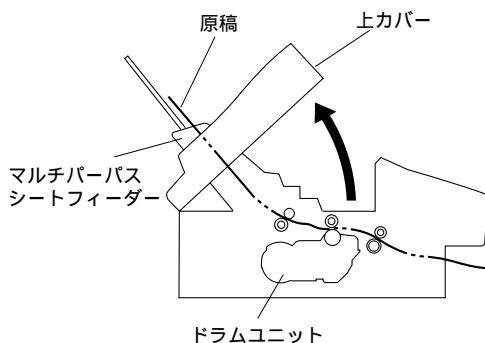 原稿
上カバー
マルチパーパス
シートフィーダー
ドラムユニット